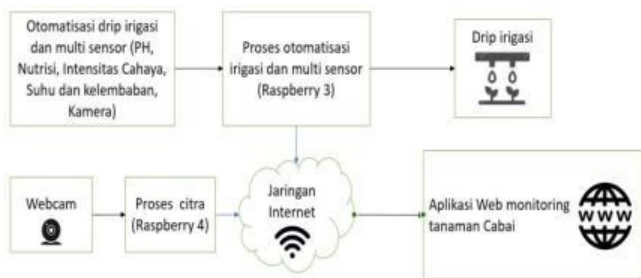 Otomatisasi drip irigasi
dan multi sensor (PH,
Nutrisi, Intensitas Cahaya,
Suhu dan kelembaban,
Kamera)
Proses otomatisasi
irigasi dan multi sensor
(Raspberry 3)
Drip irigasi
Webcam
Proses citra
(Raspberry 4)
Jaringan
Internet
Aplikasi Web monitoring
tanaman Cabai
WWW